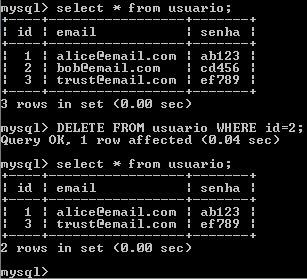 mysql> select * from usuario;
+----+-----------------+-------+
| id | email           | senha |
+----+-----------------+-------+
|  1 | alice@email.com | ab123 |
|  2 | bob@email.com   | cd456 |
|  3 | trust@email.com | ef789 |
+----+-----------------+-------+
3 rows in set (0.00 sec)
mysql> DELETE FROM usuario WHERE id=2;
Query OK, 1 row affected (0.04 sec)
mysql> select * from usuario;
+----+-----------------+-------+
| id | email           | senha |
+----+-----------------+-------+
|  1 | alice@email.com | ab123 |
|  3 | trust@email.com | ef789 |
+----+-----------------+-------+
2 rows in set (0.00 sec)
mysql>